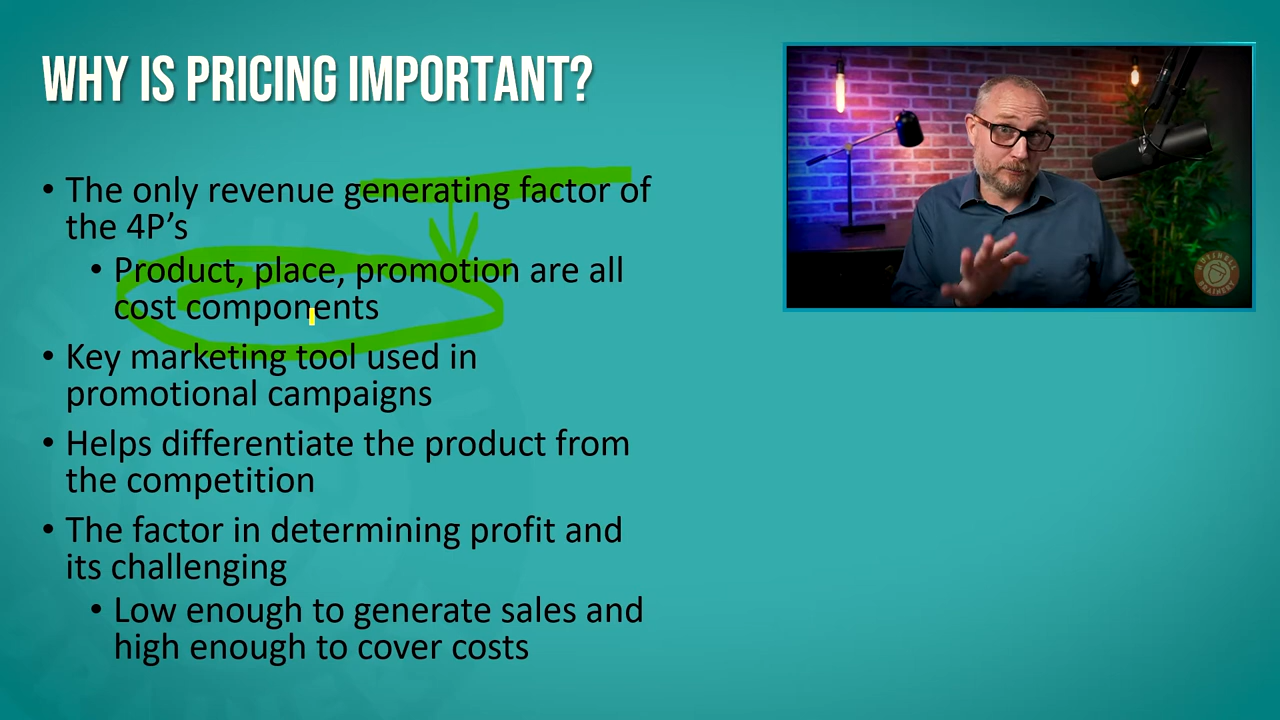 WHY IS PRICING IMPORTANT?
• The only revenue generating factor of
the 4P’s
• Product, place, promotion are all
cost components
• Key marketing tool used in
promotional campaigns
• Helps differentiate the product from
the competition
• The factor in determining profit and
its challenging
• Low enough to generate sales and
high enough to cover costs